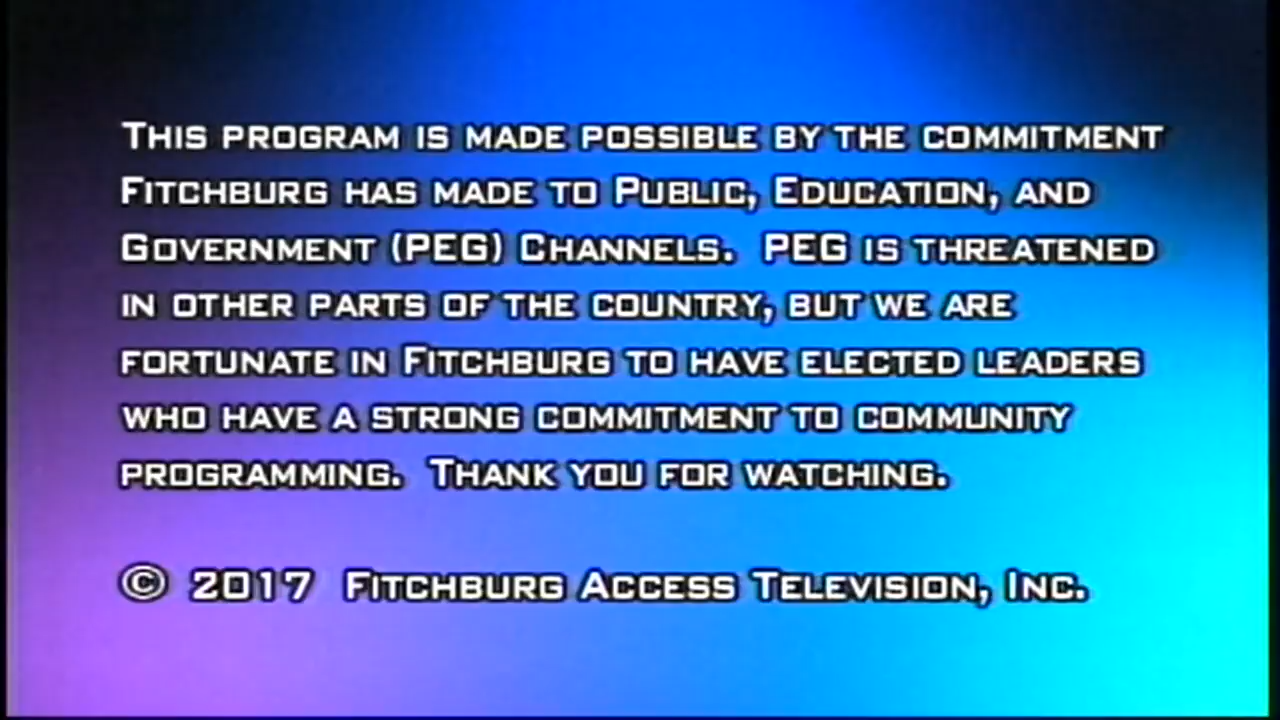 This program is made possible by the commitment
Fitchburg has made to Public, Education, and
Government (PEG) Channels.  PEG is threatened
in other parts of the country, but we are
fortunate in Fitchburg to have elected leaders
who have a strong commitment to community
programming.  Thank you for watching.
© 2017  Fitchburg Access Television, Inc.